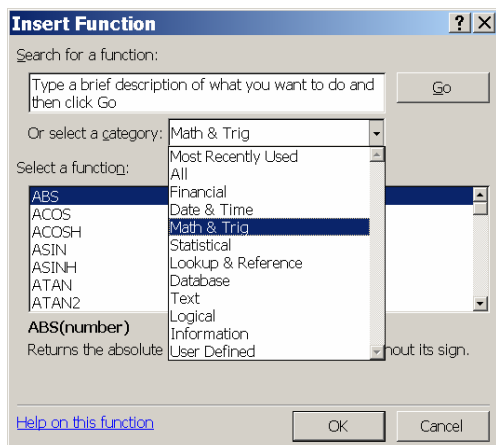 Insert Function
Search for a function:
Type a brief description of what you want to do and
then click Go
Go
Or select a category: Math & Trig
Most Recently Used
All
Financial
Date & Time
Math & Trig
Statistical
Lookup & Reference
Database
Text
Logical
Information
User Defined
Select a function:
ABS
ACOS
ACOSH
ASIN
ASINH
ATAN
ATAN2
ABS(number)
Returns the absolute hout its sign.
Help on this function
OK
Cancel